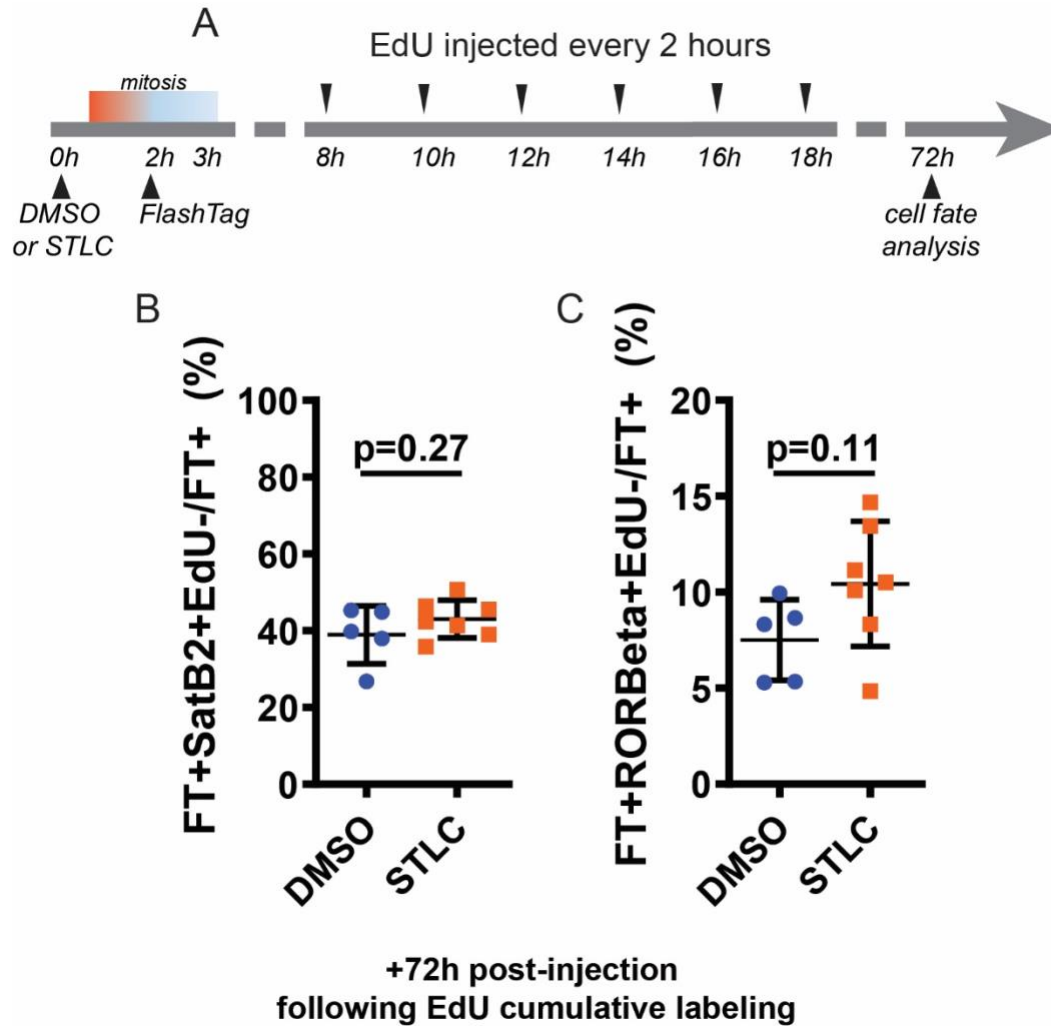 A
EdU injected every 2 hours
mitosis
0h
2h
3h
8h
10h
12h
14h
16h
18h
72h
DMSO
or STLC
FlashTag
cell fate
analysis
B
FT+SatB2+EdU-/FT+ (%)
100
80
60
40
20
0
p=0.27
DMSO
STLC
C
FT+RORBeta+EdU-/FT+ (%)
20
15
10
5
0
p=0.11
DMSO
STLC
+72h post-injection
following EdU cumulative labeling